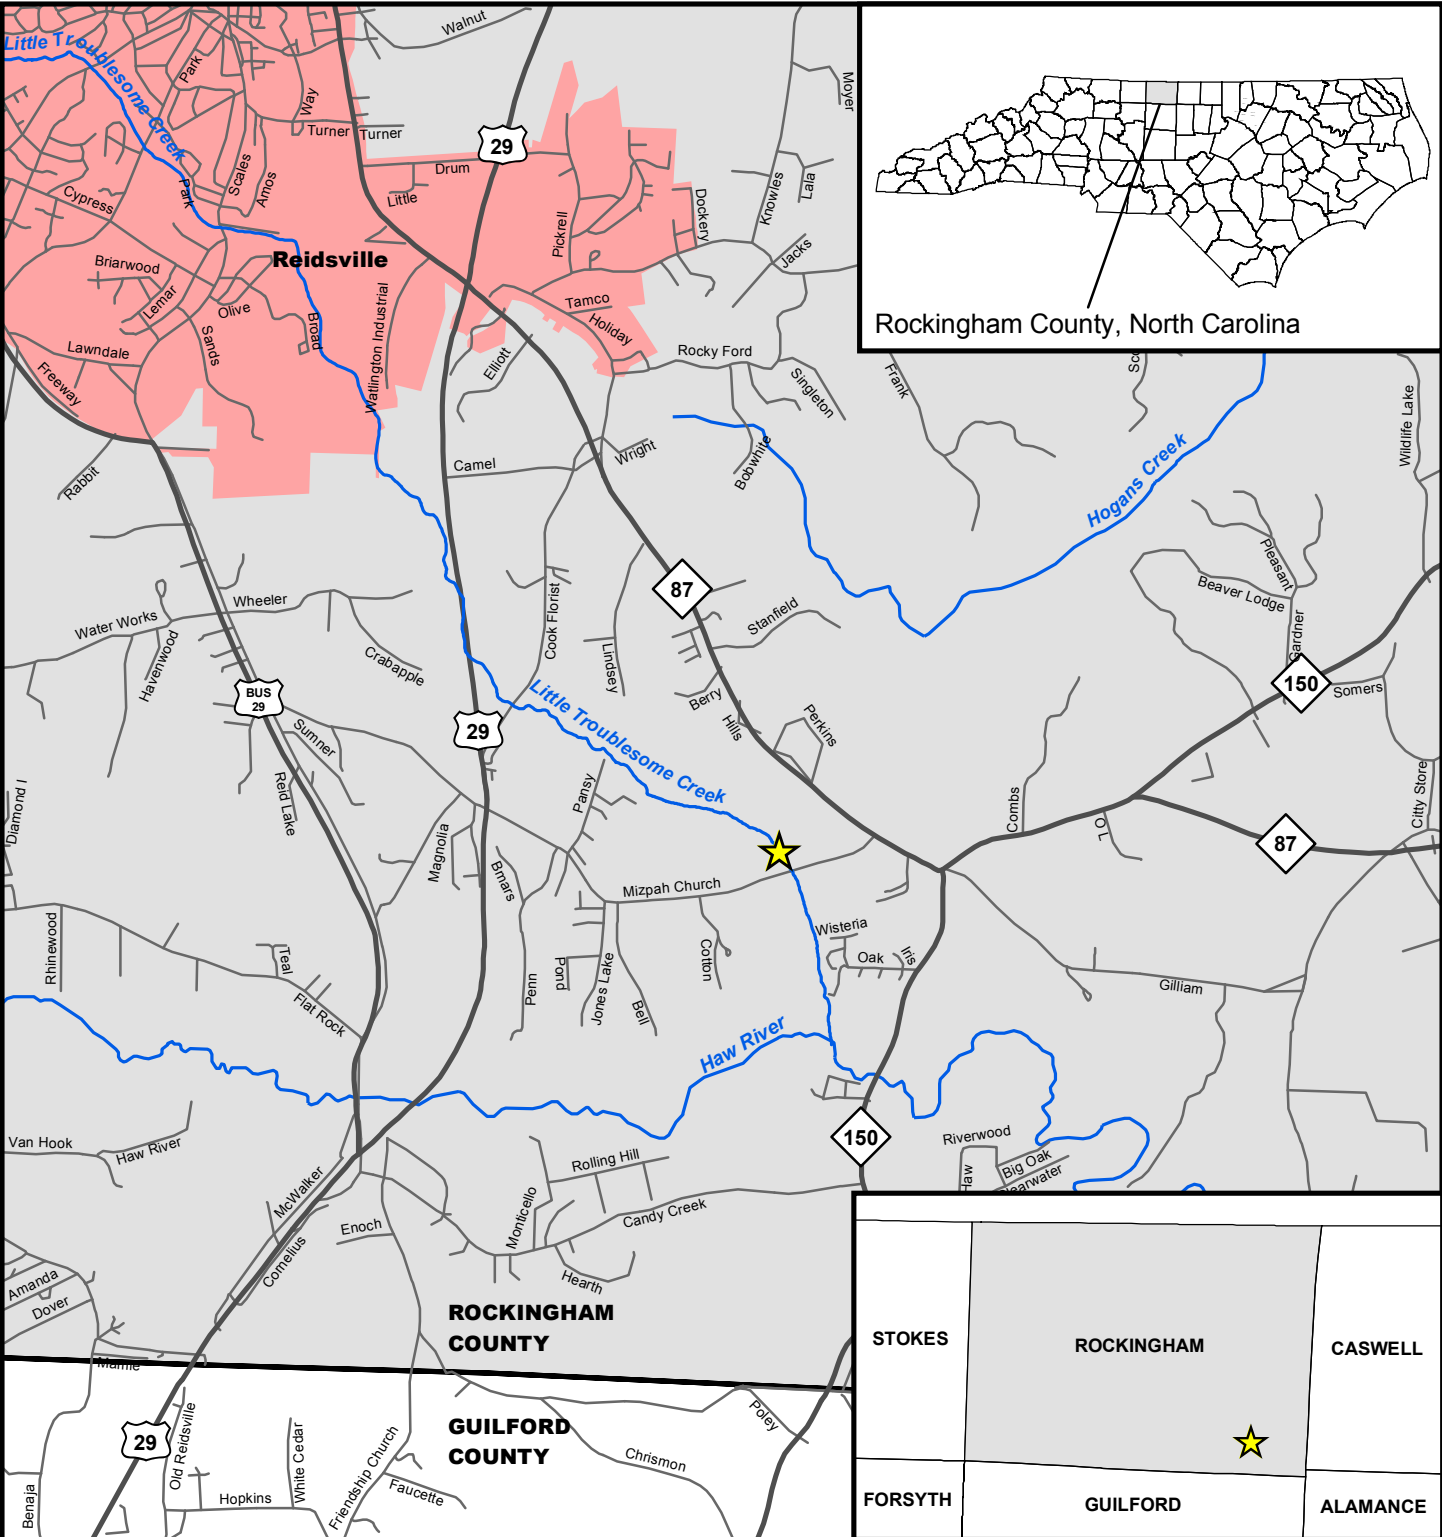 Walnut
Little Troublesome Creek
Park
Way
Moyer
Turner
Turner
29
Drum
Scales
Amos
Park
Cypress
Little
Dockery
Knowles
Lala
Pickrell
Jacks
Reidsville
Briarwood
Lemar
Olive
Broad
Watlington Industrial
Tamco
Holiday
Sands
Lawndale
Freeway
Elliott
Rocky Ford
Singleton
Frank
Sco
Wildlife Lake
Rockingham County, North Carolina
Rabbit
Camel
Wright
Bobwhite
Hogans Creek
Pleasant
Beaver Lodge
Gardner
87
Water Works
Wheeler
Havenwood
Crabapple
Cook Florist
Lindsey
Stanfield
Berry
Hills
Perkins
150
Somers
BUS
29
Sumner
29
Little Troublesome Creek
Diamond I
Reid Lake
Pansy
Combs
O L
Citty Store
87
Magnolia
Bmars
Mizpah Church
Wisteria
Oak
Iris
Rhinewood
Teal
Flat Rock
Penn
Pond
Jones Lake
Bell
Cotton
Gilliam
Haw River
150
Van Hook
Haw River
Riverwood
Haw
Big Oak
earwater
McWalker
Enoch
Cornelius
Rolling Hill
Monticello
Candy Creek
Hearth
Amanda
Dover
Mamie
ROCKINGHAM
COUNTY
GUILFORD
COUNTY
29
Old Reidsville
White Cedar
Hopkins
Benaja
Friendship Church
Faucette
Chrismon
Poley
STOKES
ROCKINGHAM
CASWELL
FORSYTH
GUILFORD
ALAMANCE